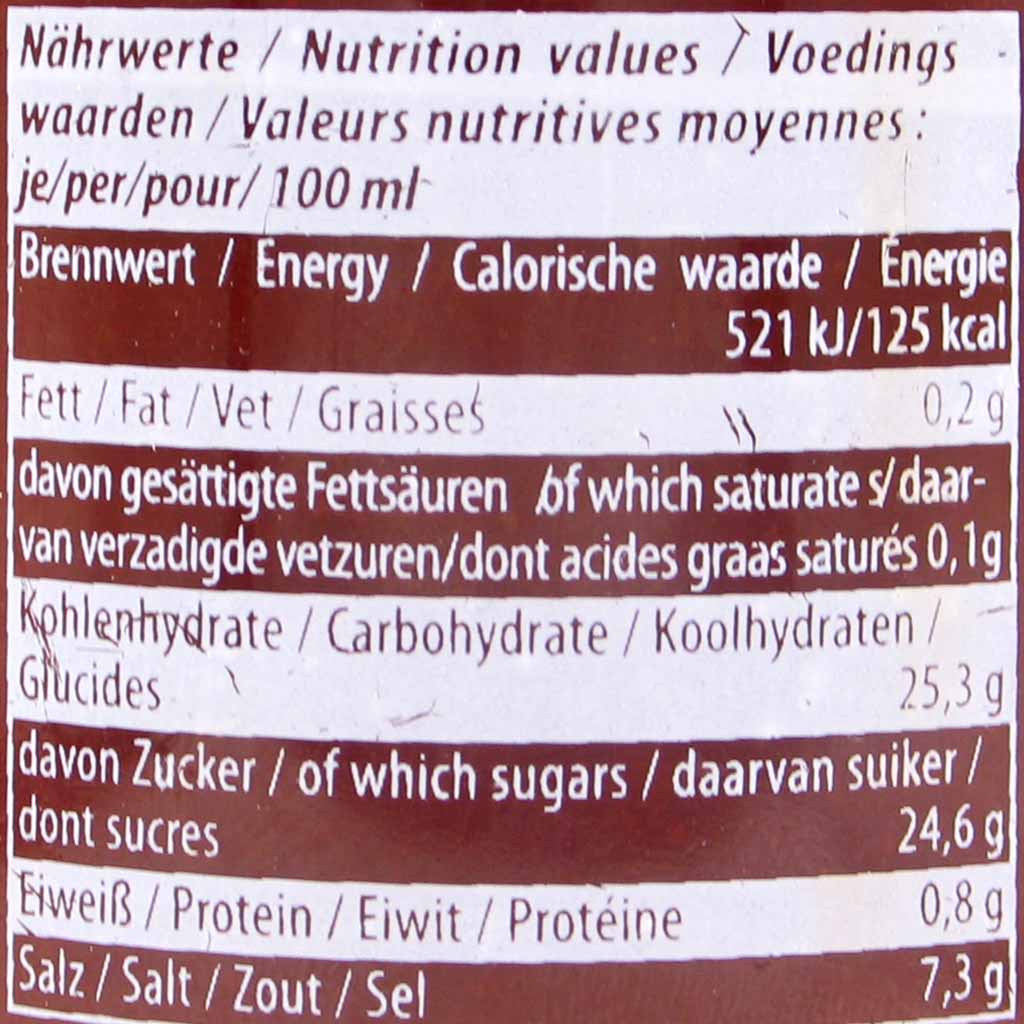 Nährwerte / Nutrition values / Voedings -
waarden / Valeurs nutritives moyennes :
je/per/pour/ 100 ml
Brennwert / Energy / Calorische waarde / Énergie
521 kJ/125 kcal
Fett / Fat / Vet / Graisses 0,2 g
davon gesättigte Fettsäuren /of which saturate s/ daar-
van verzadigde vetzuren/dont acides graas saturés 0,1g
Kohlenhydrate / Carbohydrate / Koolhydraten /
Glucides 25,3 g
davon Zucker / of which sugars / daarvan suiker /
dont sucres 24,6 g
Eiweiß / Protein / Eiwit / Protéine 0,8 g
Salz / Salt / Zout / Sel 7,3 g